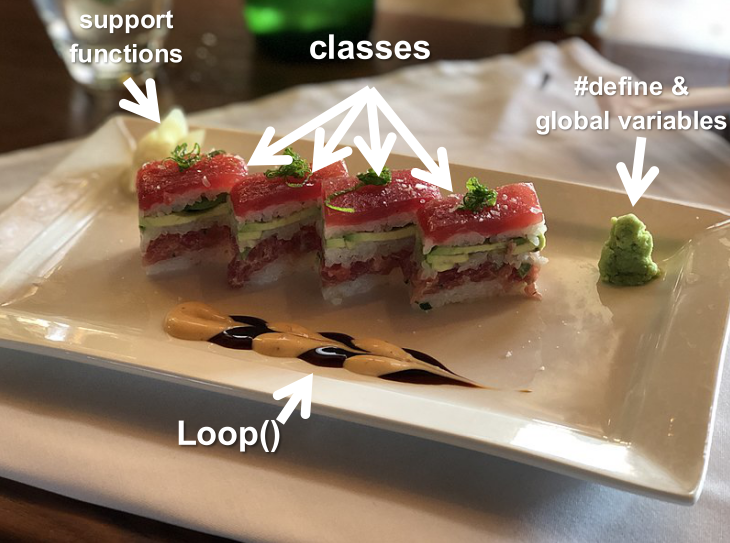 support
functions
classes
#define &
global variables
Loop()